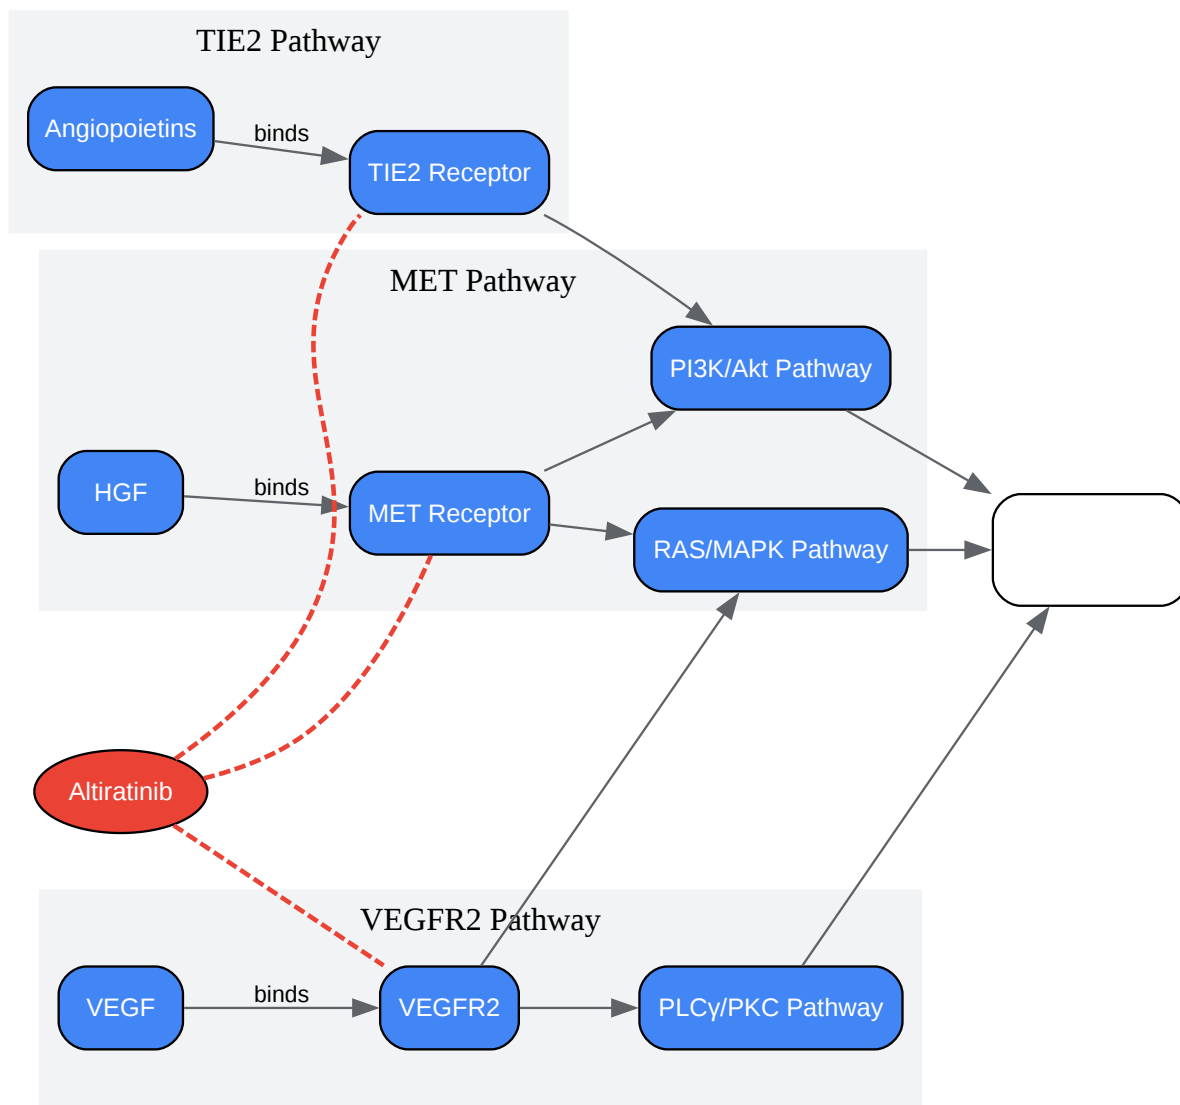 TIE2 Pathway
Angiopoietins
binds
TIE2 Receptor
MET Pathway
PI3K/Akt Pathway
HGF
binds
MET Receptor
RAS/MAPK Pathway
Altiratinib
VEGFR2 Pathway
VEGF
binds
VEGFR2
PLCγ/PKC Pathway